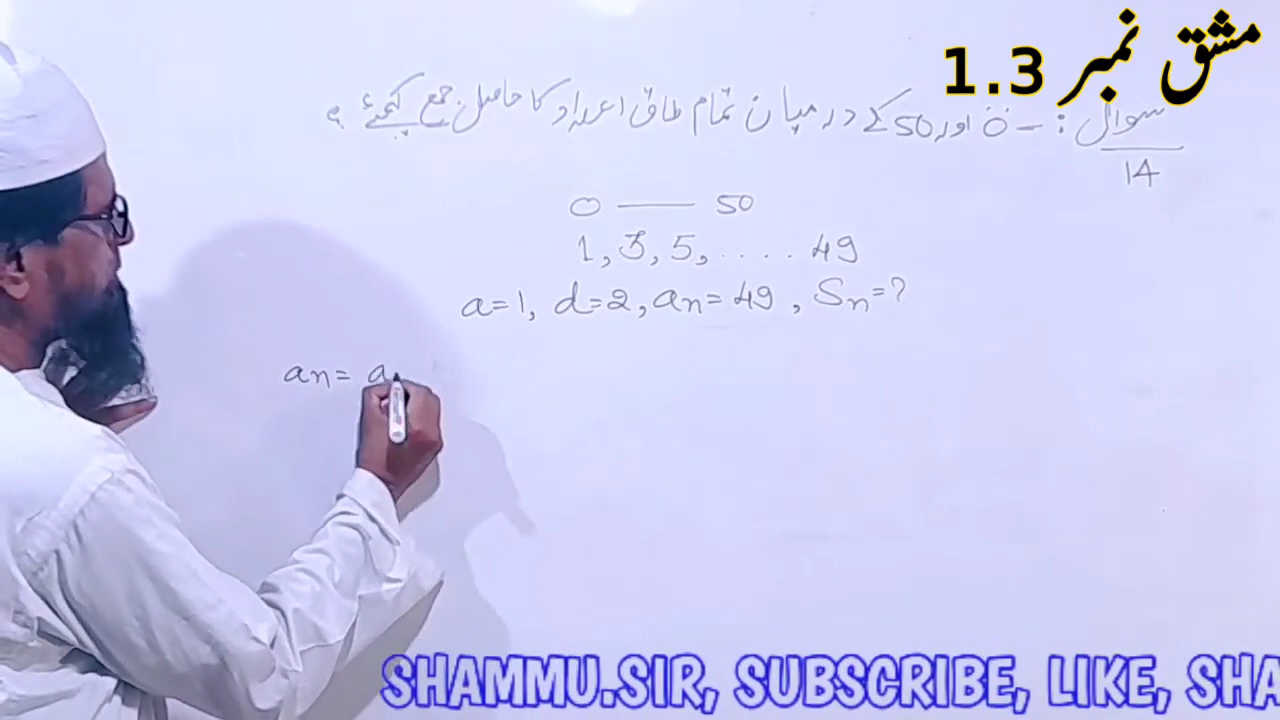 مشق نمبر 1.3
سوال :- 0 اور 50 کے درمیان تمام طاق اعداد کا حاصل جمع کیجئے ؟
14
0 — 50
1, 3, 5, .... 49
a=1, d=2, an= 49 , Sn=?
an= a
SHAMMU.SIR, SUBSCRIBE, LIKE, SHA